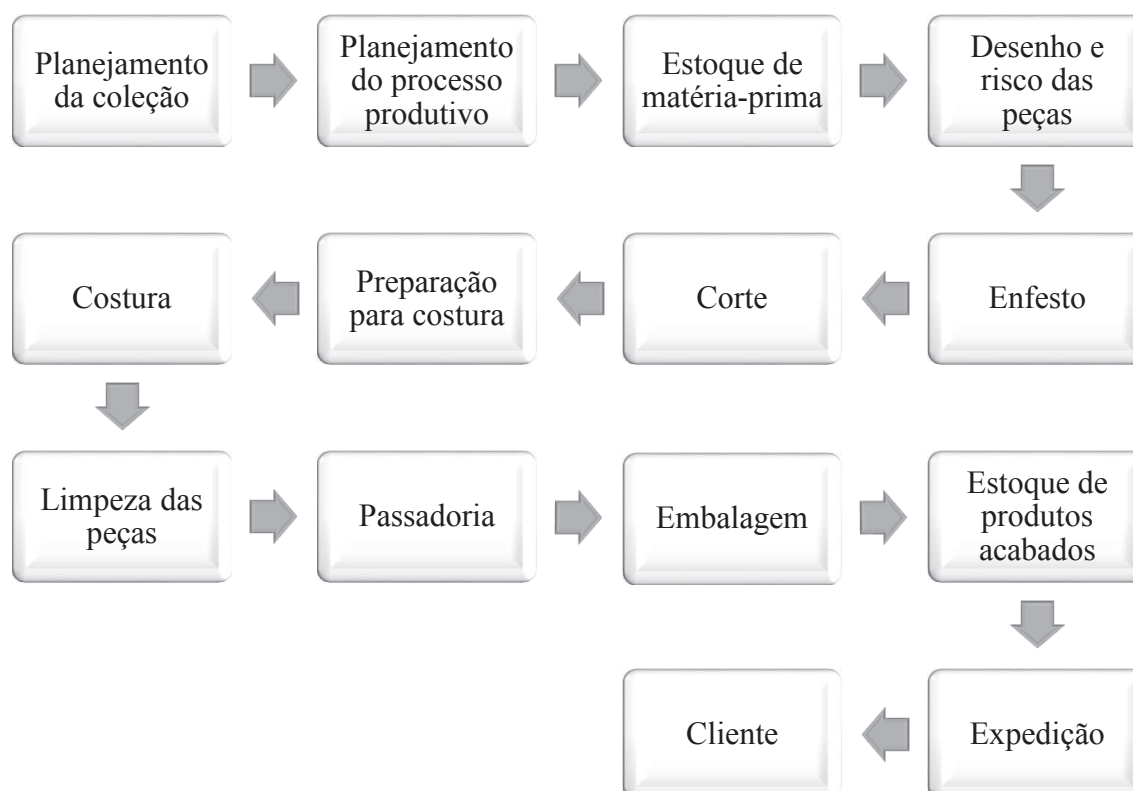 Planejamento
da coleção
Planejamento
do processo
produtivo
Estoque de
matéria-prima
Desenho e
risco das
peças
Enfesto
Corte
Preparação
para costura
Costura
Limpeza das
peças
Passadoria
Embalagem
Estoque de
produtos
acabados
Expedição
Cliente